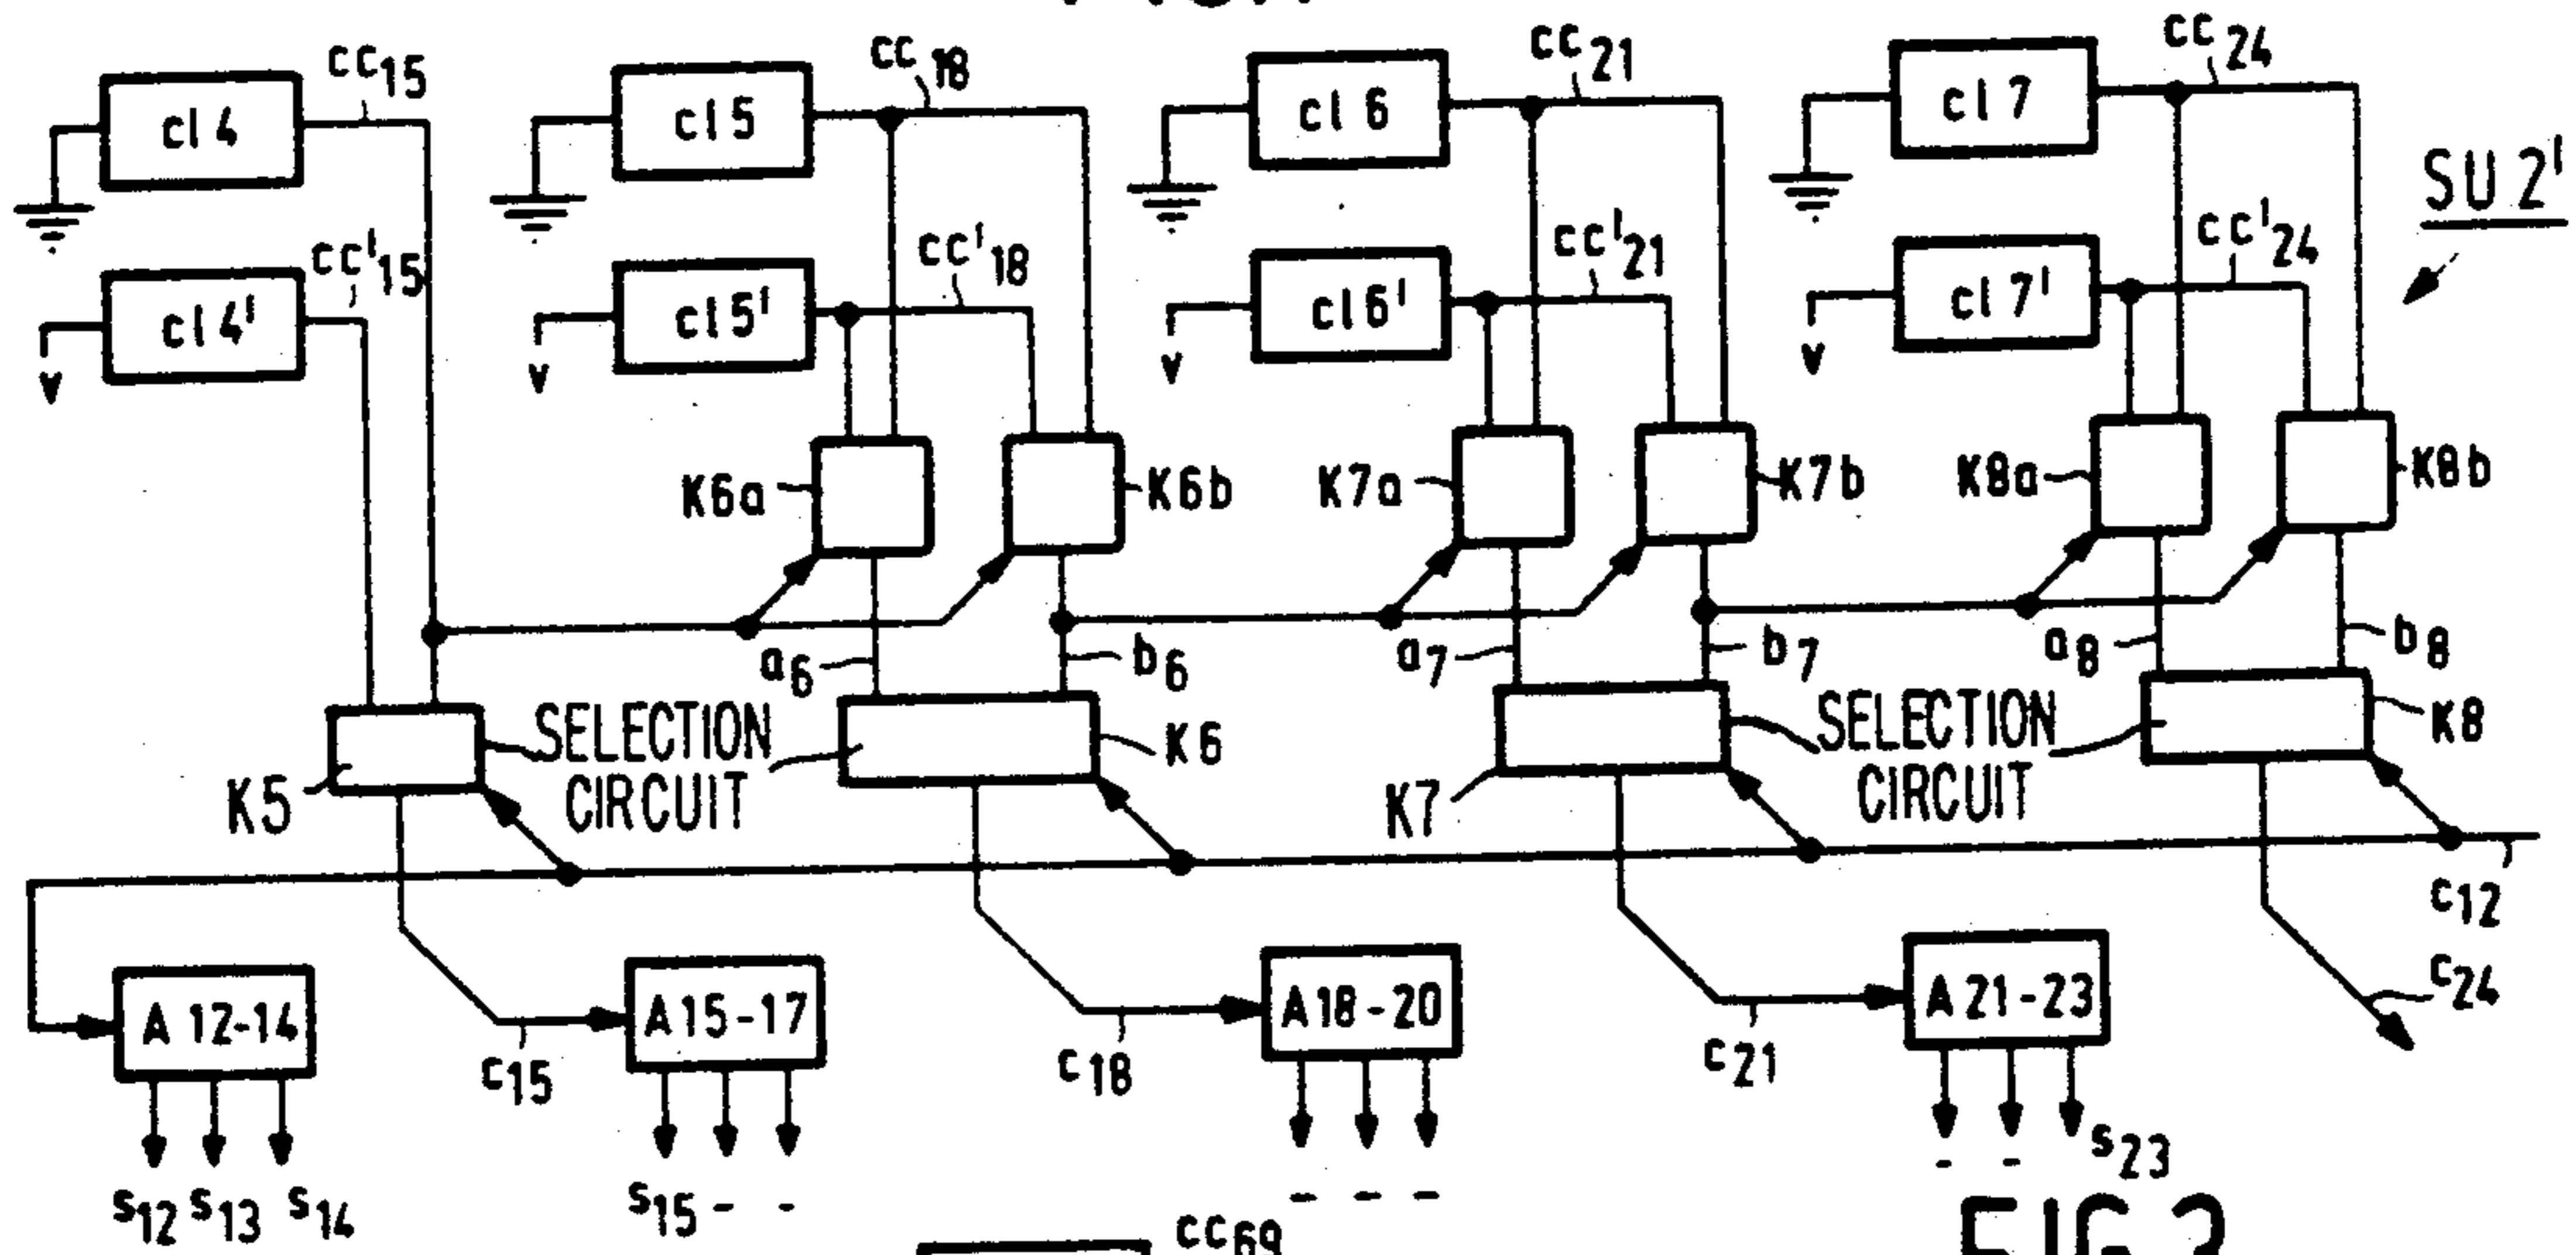 cl 4
cc15
cl 5
cc18
cl 6
cc21
cl 7
cc24
SU 2'
cl 4'
cc'15
cl 5'
cc'18
cl 6'
cc'21
cl 7'
cc'24
v
v
v
v
K6a
K6b
K7a
K7b
K8a
K8b
a6
b6
a7
b7
a8
b8
K5
SELECTION
CIRCUIT
K6
K7
SELECTION
CIRCUIT
K8
c12
A 12-14
c15
A 15-17
c18
A 18-20
c21
A 21-23
c24
s12 s13 s14
s15 - -
- - -
- - s23
cc69